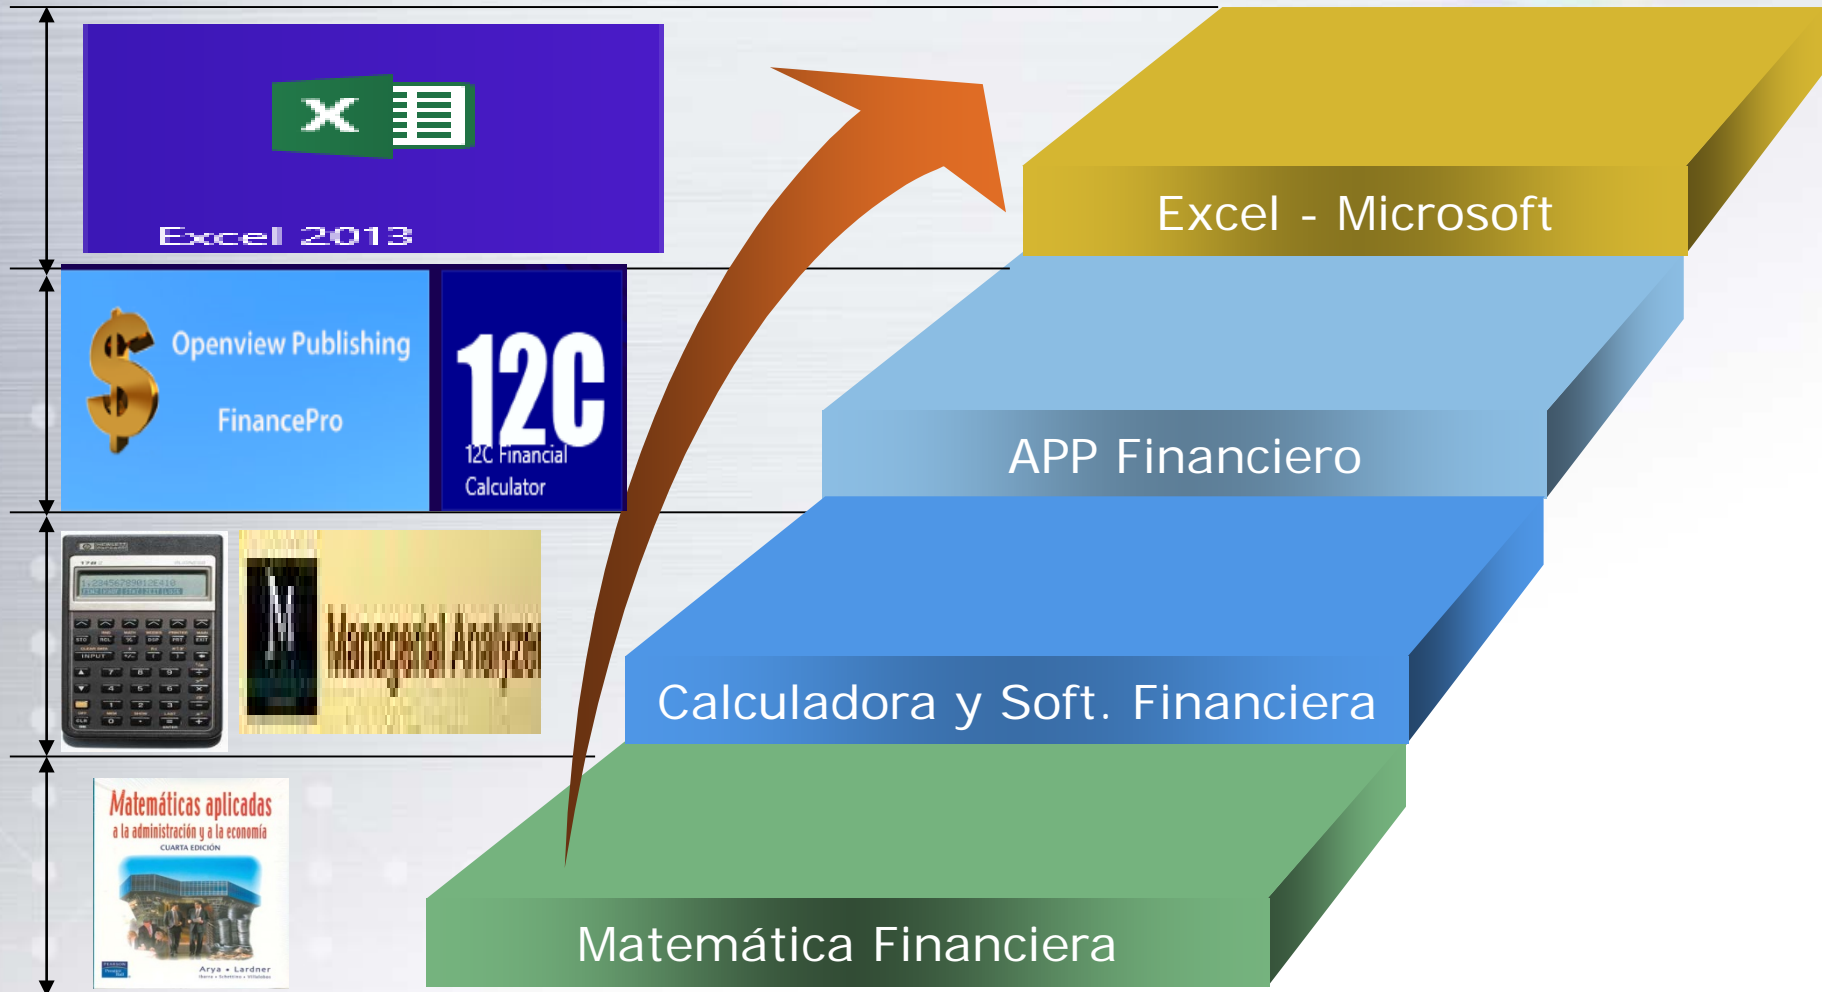 Excel 2013
Excel - Microsoft
Openview Publishing
FinancePro
12C
12C Financial
Calculator
APP Financiero
Managerial
Calculadora y Soft. Financiera
Matemáticas aplicadas
a la administración y a la economía
CUARTA EDICIÓN
Arya • Lardner
Matemática Financiera